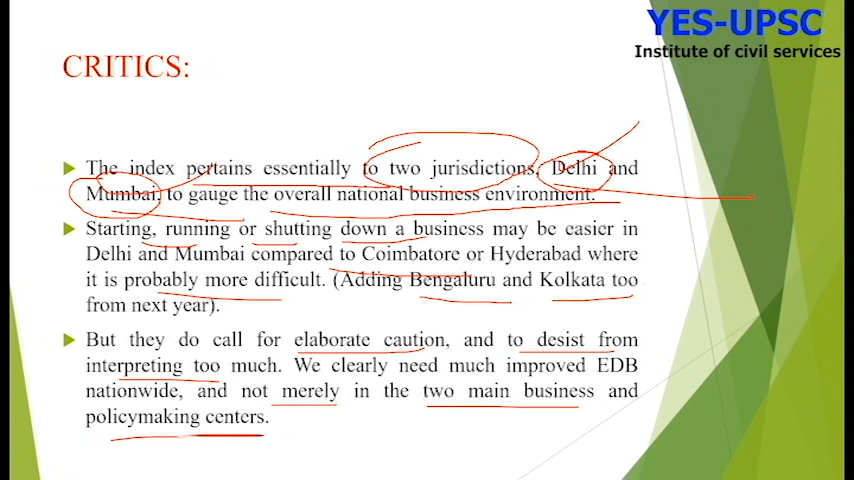 YES-UPSC
Institute of civil services
CRITICS:
The index pertains essentially to two jurisdictions, Delhi and
Mumbai, to gauge the overall national business environment.
Starting, running or shutting down a business may be easier in
Delhi and Mumbai compared to Coimbatore or Hyderabad where
it is probably more difficult. (Adding Bengaluru and Kolkata too
from next year).
But they do call for elaborate caution, and to desist from
interpreting too much. We clearly need much improved EDB
nationwide, and not merely in the two main business and
policymaking centers.